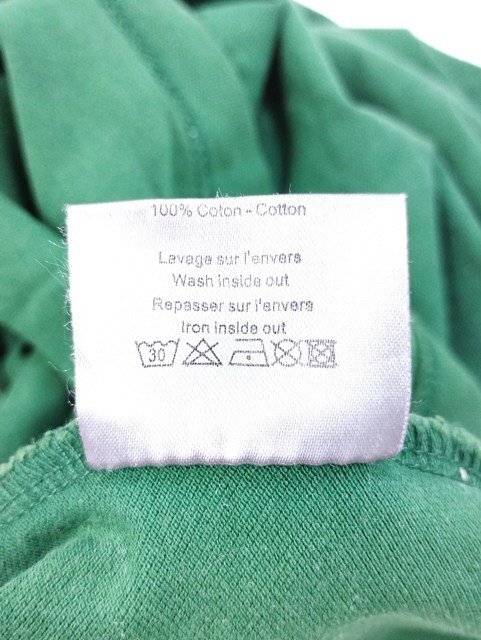 100% Coton - Cotton
Lavage sur l'envers
Wash inside out
Repasser sur l'envers
Iron inside out
30